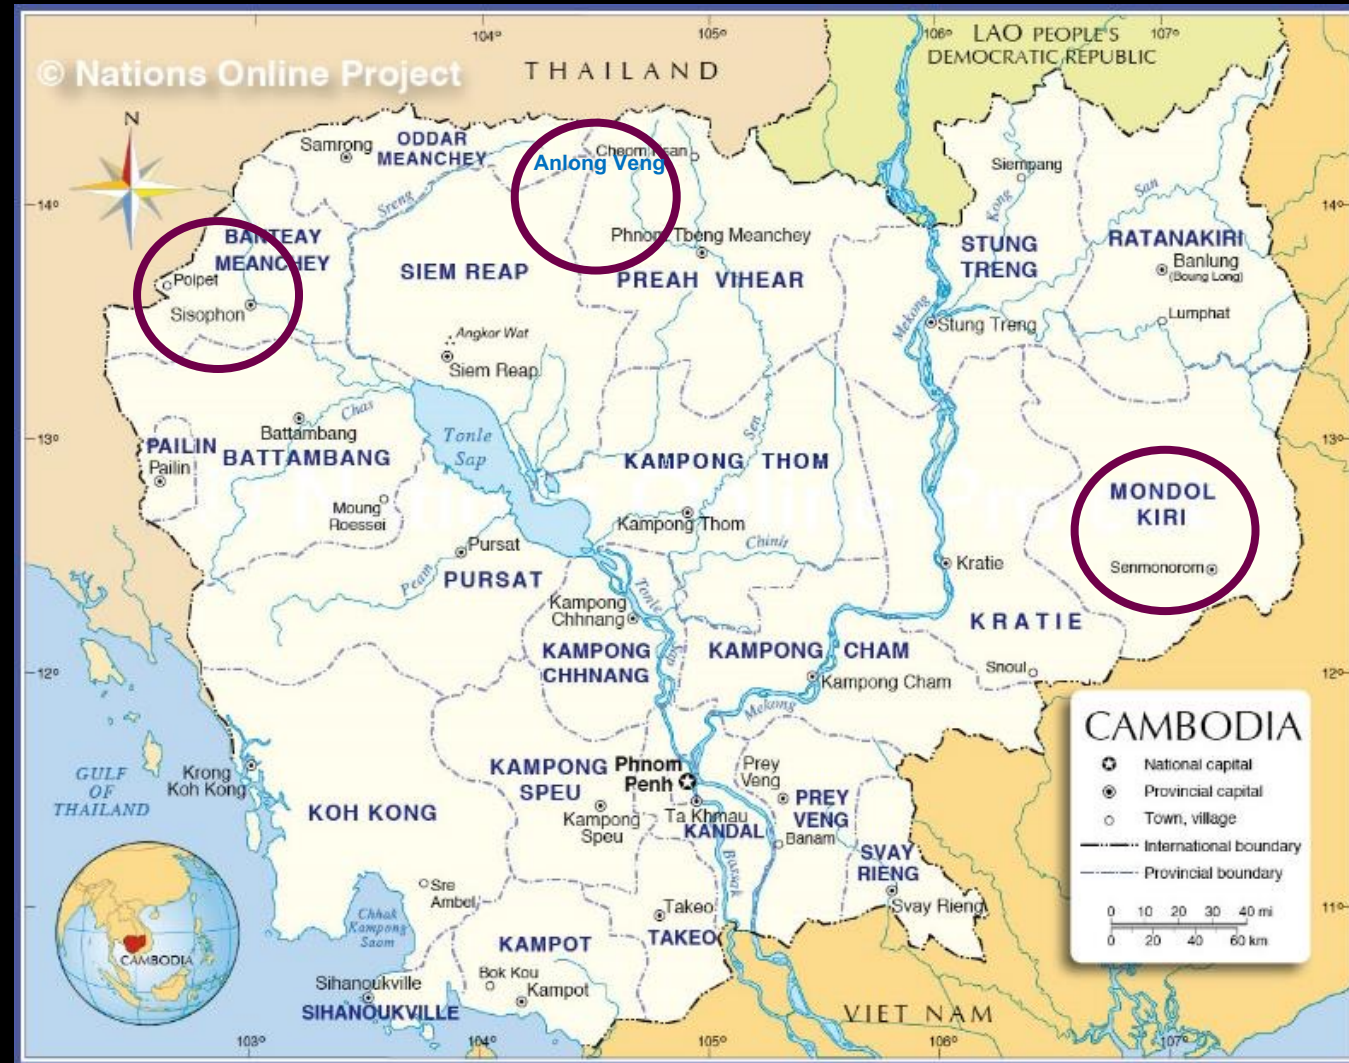 104°
105°
106°
107°
LAO PEOPLE'S
DEMOCRATIC REPUBLIC
© Nations Online Project
THAILAND
N
Samrong
ODDAR
MEANCHEY
Anlong Veng
Siempang
Sreng
Kong
San
14°
14°
BANTEAY
MEANCHEY
Poipet
Sisophon
SIEM REAP
Phnom Tbeng Meanchey
PREAH VIHEAR
STUNG
TRENG
RATANAKIRI
Banlung
(Boung Long)
Lumphat
Mekong
Stung Treng
Angkor Wat
Siem Reap
Chas
Battambang
Tonle
Sap
Sen
13°
13°
PAILIN
Pailin
BATTAMBANG
KAMPONG THOM
MONDOL
KIRI
Moung
Roessei
Kampong Thom
Chinit
Pursat
Peam
PURSAT
Kratie
Senmonorom
Kampong
Chhnang
Tonle
Sap
KRATIE
KAMPONG
CHHNANG
KAMPONG CHAM
Snoul
12°
12°
Kampong Cham
Mekong
CAMBODIA
National capital
Provincial capital
Town, village
International boundary
Provincial boundary
0 10 20 30 40 mi
0 20 40 60 km
GULF
OF
THAILAND
Krong
Koh Kong
KOH KONG
KAMPONG
SPEU
Phnom
Penh
Prey
Veng
Kampong
Speu
Ta Khmau
KANDAL
PREY
VENG
Banam
SVAY
RIENG
Svay Rieng
Bassak
Sre
Ambel
Chhak
Kampong
Saom
Takeo
TAKEO
11°
CAMBODIA
KAMPOT
Bok Kou
Kampot
Sihanoukville
SIHANOUKVILLE
VIET NAM
103°
104°
105°
106°
107°